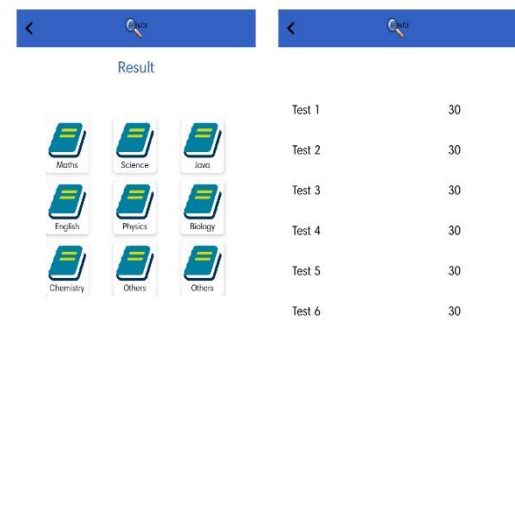 Result
Maths Science Java
English Physics Biology
Chemistry Others Others
Test 1 30
Test 2 30
Test 3 30
Test 4 30
Test 5 30
Test 6 30